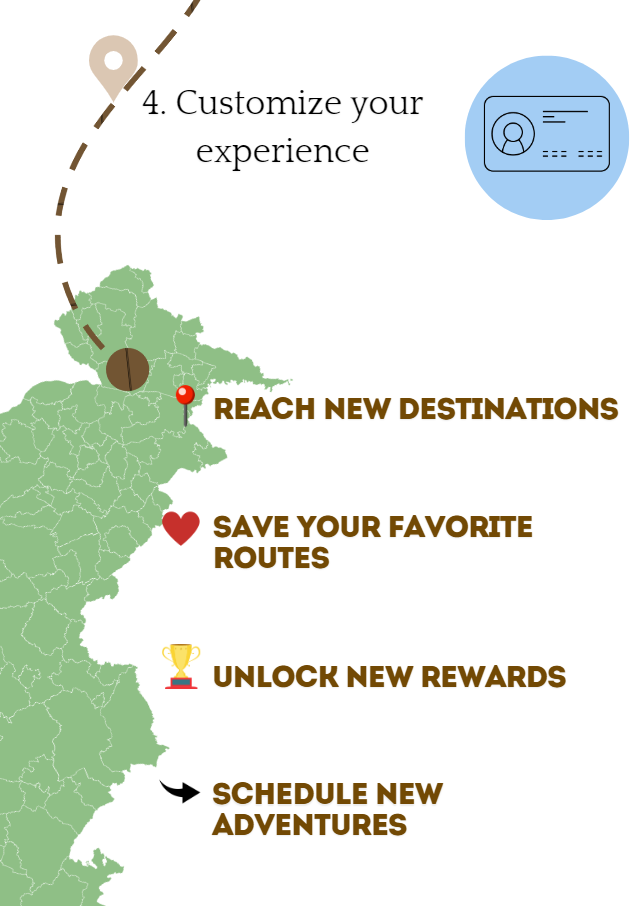 4. Customize your
experience
REACH NEW DESTINATIONS
SAVE YOUR FAVORITE
ROUTES
UNLOCK NEW REWARDS
SCHEDULE NEW
ADVENTURES